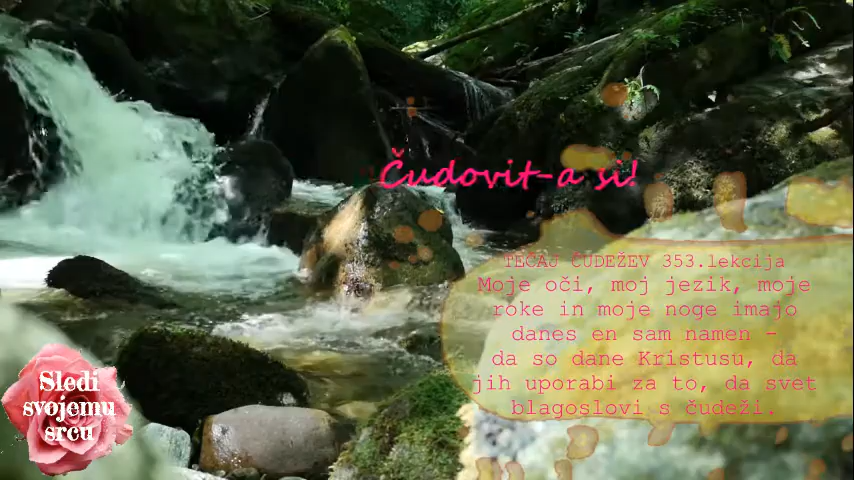 Čudovit-a si!
TEČAJ ČUDEŽEV 353.lekcija
Moje oči, moj jezik, moje
roke in moje noge imajo
danes en sam namen -
da so dane Kristusu, da
jih uporabi za to, da svet
blagoslovi s čudeži.
Sledi
svojemu
srcu